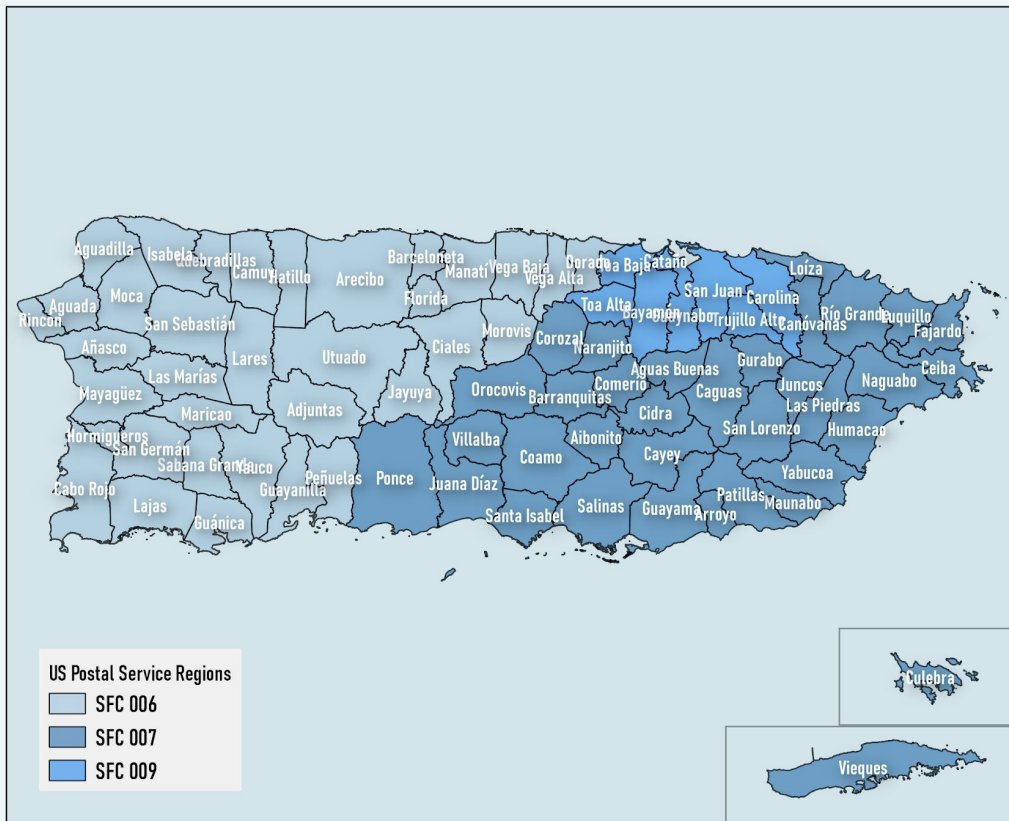 Aguadilla
Isabela
Quebradillas
Camuy
Hatillo
Arecibo
Barceloneta
Manatí
Vega Baja
Vega Alta
Dorado
Toa Baja
Cataño
Loíza
Moca
Aguada
Rincón
Florida
Toa Alta
Bayamón
Guaynabo
San Juan
Trujillo Alto
Carolina
Canóvanas
Río Grande
Luquillo
Fajardo
San Sebastián
Añasco
Lares
Utuado
Ciales
Morovis
Corozal
Naranjito
Aguas Buenas
Gurabo
Ceiba
Las Marías
Mayagüez
Maricao
Adjuntas
Jayuya
Orocovis
Barranquitas
Comerío
Caguas
Juncos
Naguabo
Las Piedras
Cidra
San Lorenzo
Humacao
Hormigueros
San Germán
Sabana Grande
Yauco
Guayanilla
Peñuelas
Ponce
Villalba
Juana Díaz
Coamo
Aibonito
Cayey
Yabucoa
Cabo Rojo
Lajas
Guánica
Santa Isabel
Salinas
Guayama
Arroyo
Patillas
Maunabo
US Postal Service Regions
SFC 006
SFC 007
SFC 009
Culebra
Vieques